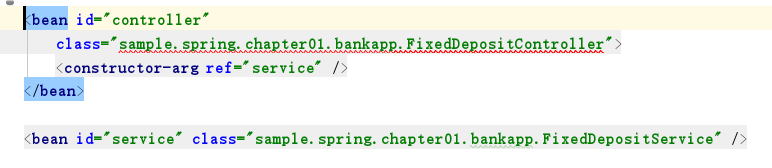 <bean id="controller"
class="sample.spring.chapter01.bankapp.FixedDepositController">
<constructor-arg ref="service" />
</bean>
<bean id="service" class="sample.spring.chapter01.bankapp.FixedDepositService" />